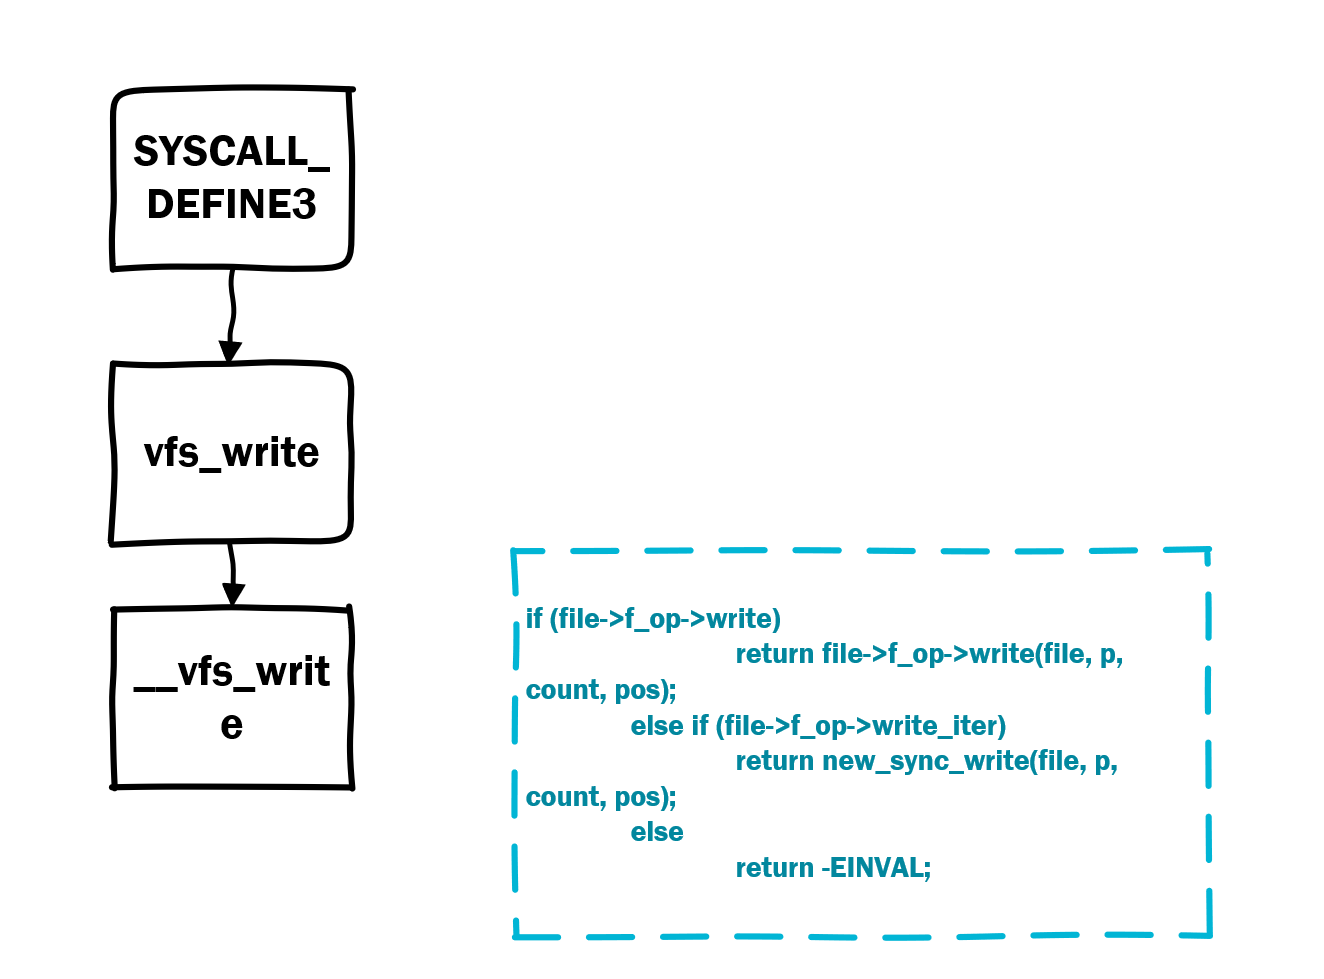 SYSCALL_
DEFINE3
vfs_write
__vfs_writ
e
if (file->f_op->write)
return file->f_op->write(file, p,
count, pos);
else if (file->f_op->write_iter)
return new_sync_write(file, p,
count, pos);
else
return -EINVAL;